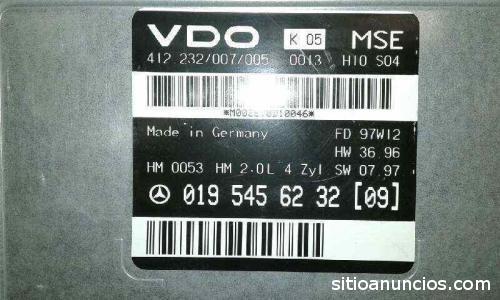 VDO K 05 MSE
412 232/007/005 0013 H10 S04
Made in Germany FD 97W12
HW 36.96
HM 0053 HM 2.0L 4 Zyl SW 07.97
019 545 62 32 [09]
sitioanuncios.com